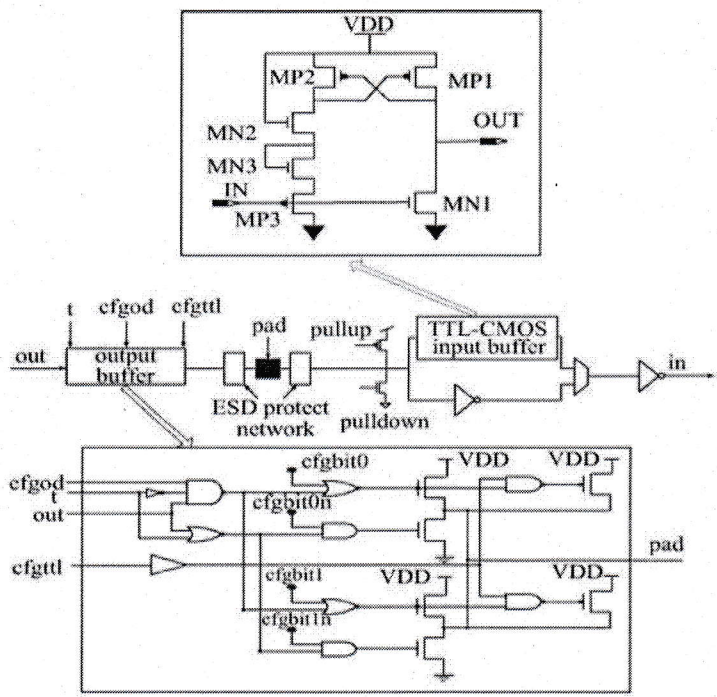 VDD
MP2
MP1
OUT
MN2
MN3
IN
MP3
MN1
t
cfgod
cfgttl
pad
pullup
TTL-CMOS
input buffer
out
output
buffer
in
ESD protect
network
pulldown
cfgbit0
VDD
VDD
cfgod
t
cfgbit0n
out
pad
cfgttl
cfgbit1
VDD
VDD
cfgbit1n